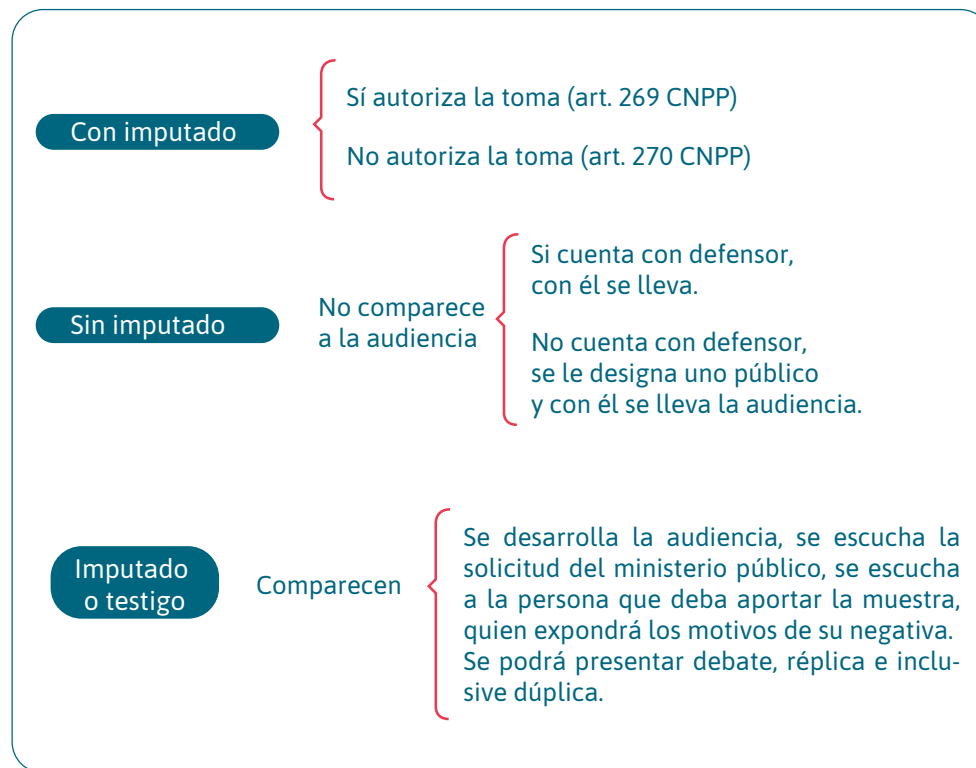 Con imputado
Sí autoriza la toma (art. 269 CNPP)
No autoriza la toma (art. 270 CNPP)
Sin imputado
No comparece
a la audiencia
Si cuenta con defensor,
con él se lleva.
No cuenta con defensor,
se le designa uno público
y con él se lleva la audiencia.
Imputado
o testigo
Comparecen
Se desarrolla la audiencia, se escucha la
solicitud del ministerio público, se escucha
a la persona que deba aportar la muestra,
quien expondrá los motivos de su negativa.
Se podrá presentar debate, réplica e inclu-
sive dúplica.